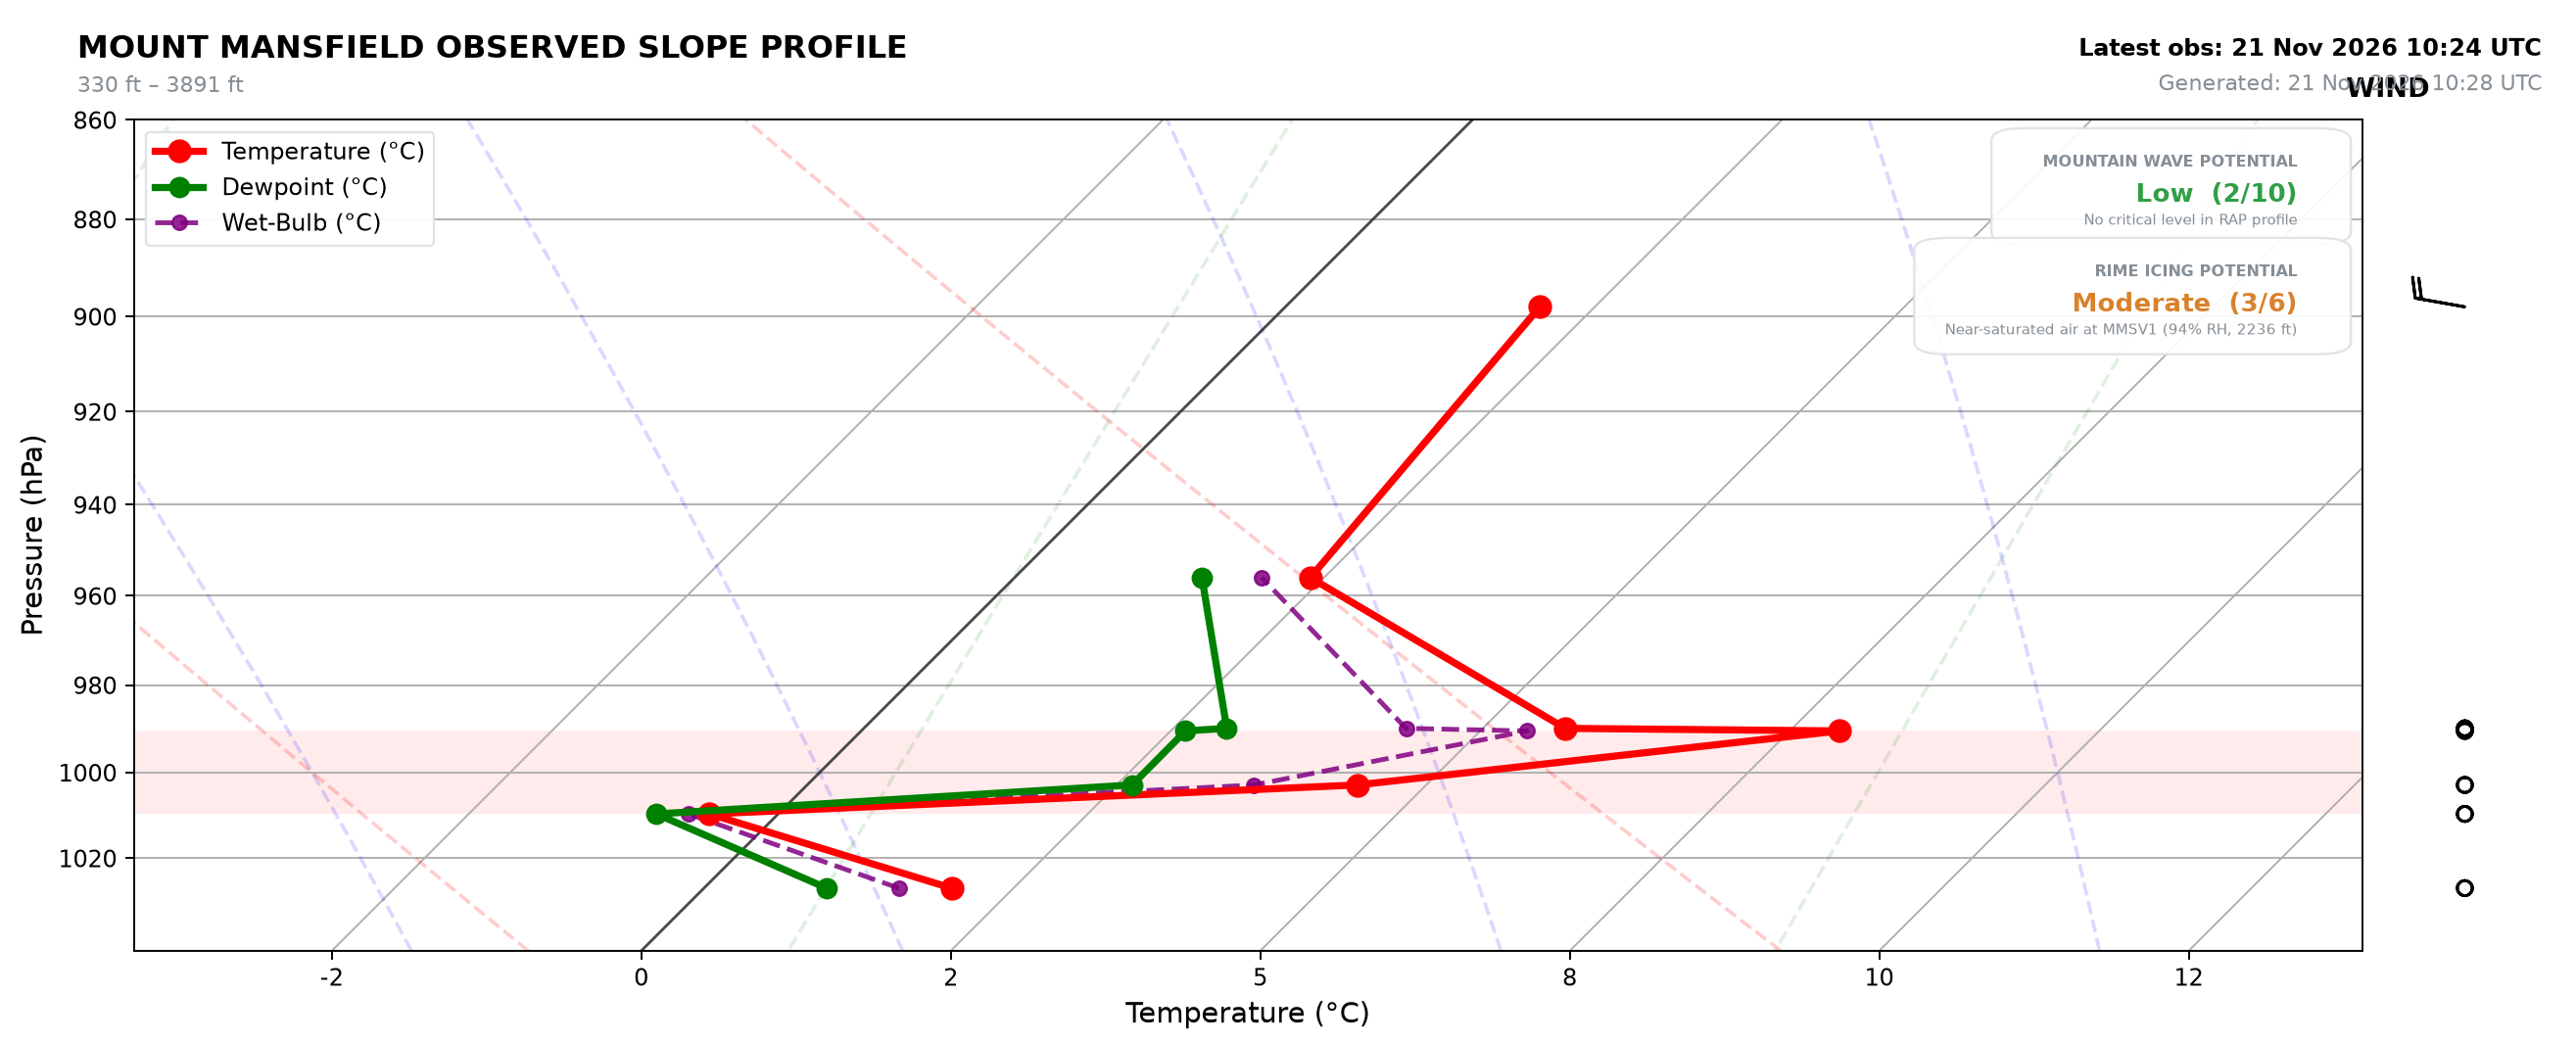 MOUNT MANSFIELD OBSERVED SLOPE PROFILE
330 ft – 3891 ft
Latest obs: 21 Nov 2026 10:24 UTC
Generated: 21 Nov 2026 10:28 UTC
WIND
Temperature (°C)
Dewpoint (°C)
Wet-Bulb (°C)
MOUNTAIN WAVE POTENTIAL
Low (2/10)
No critical level in RAP profile
RIME ICING POTENTIAL
Moderate (3/6)
Near-saturated air at MMSV1 (94% RH, 2236 ft)
Pressure (hPa)
860
880
900
920
940
960
980
1000
1020
-2
0
2
5
8
10
12
Temperature (°C)